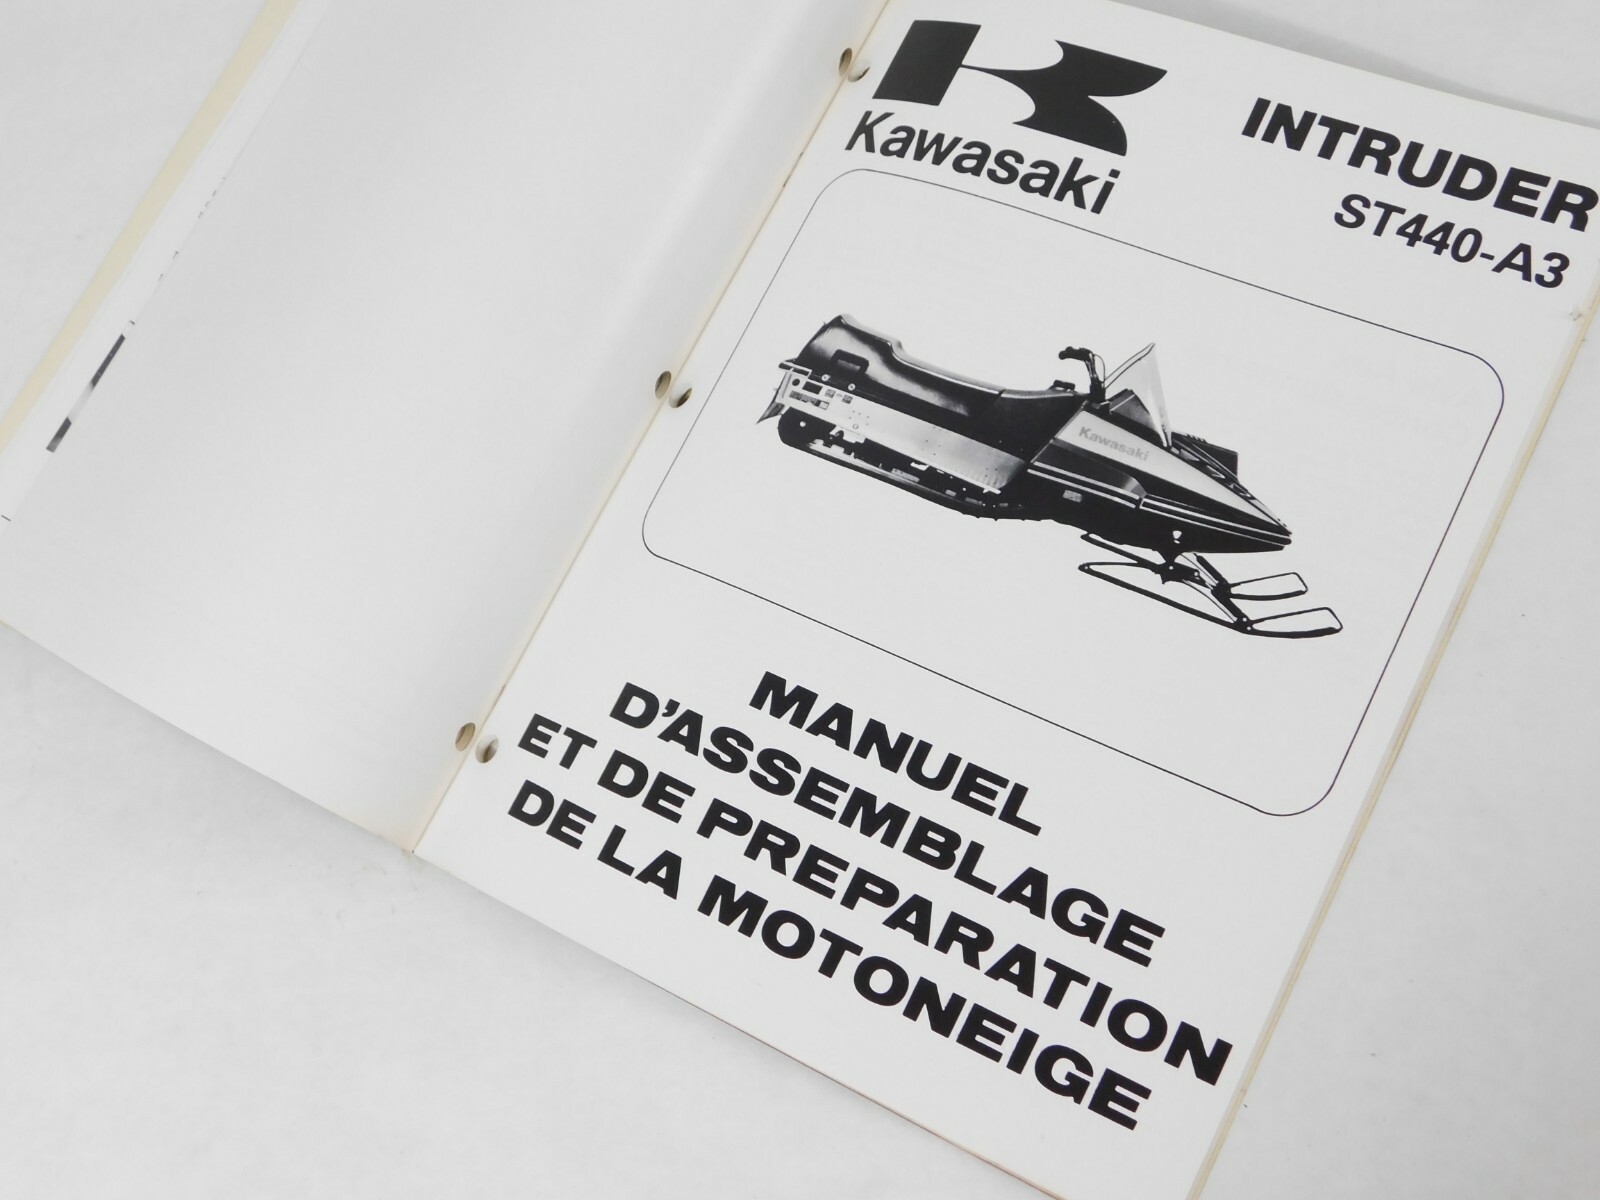 Kawasaki
INTRUDER
ST440-A3
Kawasaki
MANUEL
D'ASSEMBLAGE
ET DE PREPARATION
DE LA MOTONEIGE